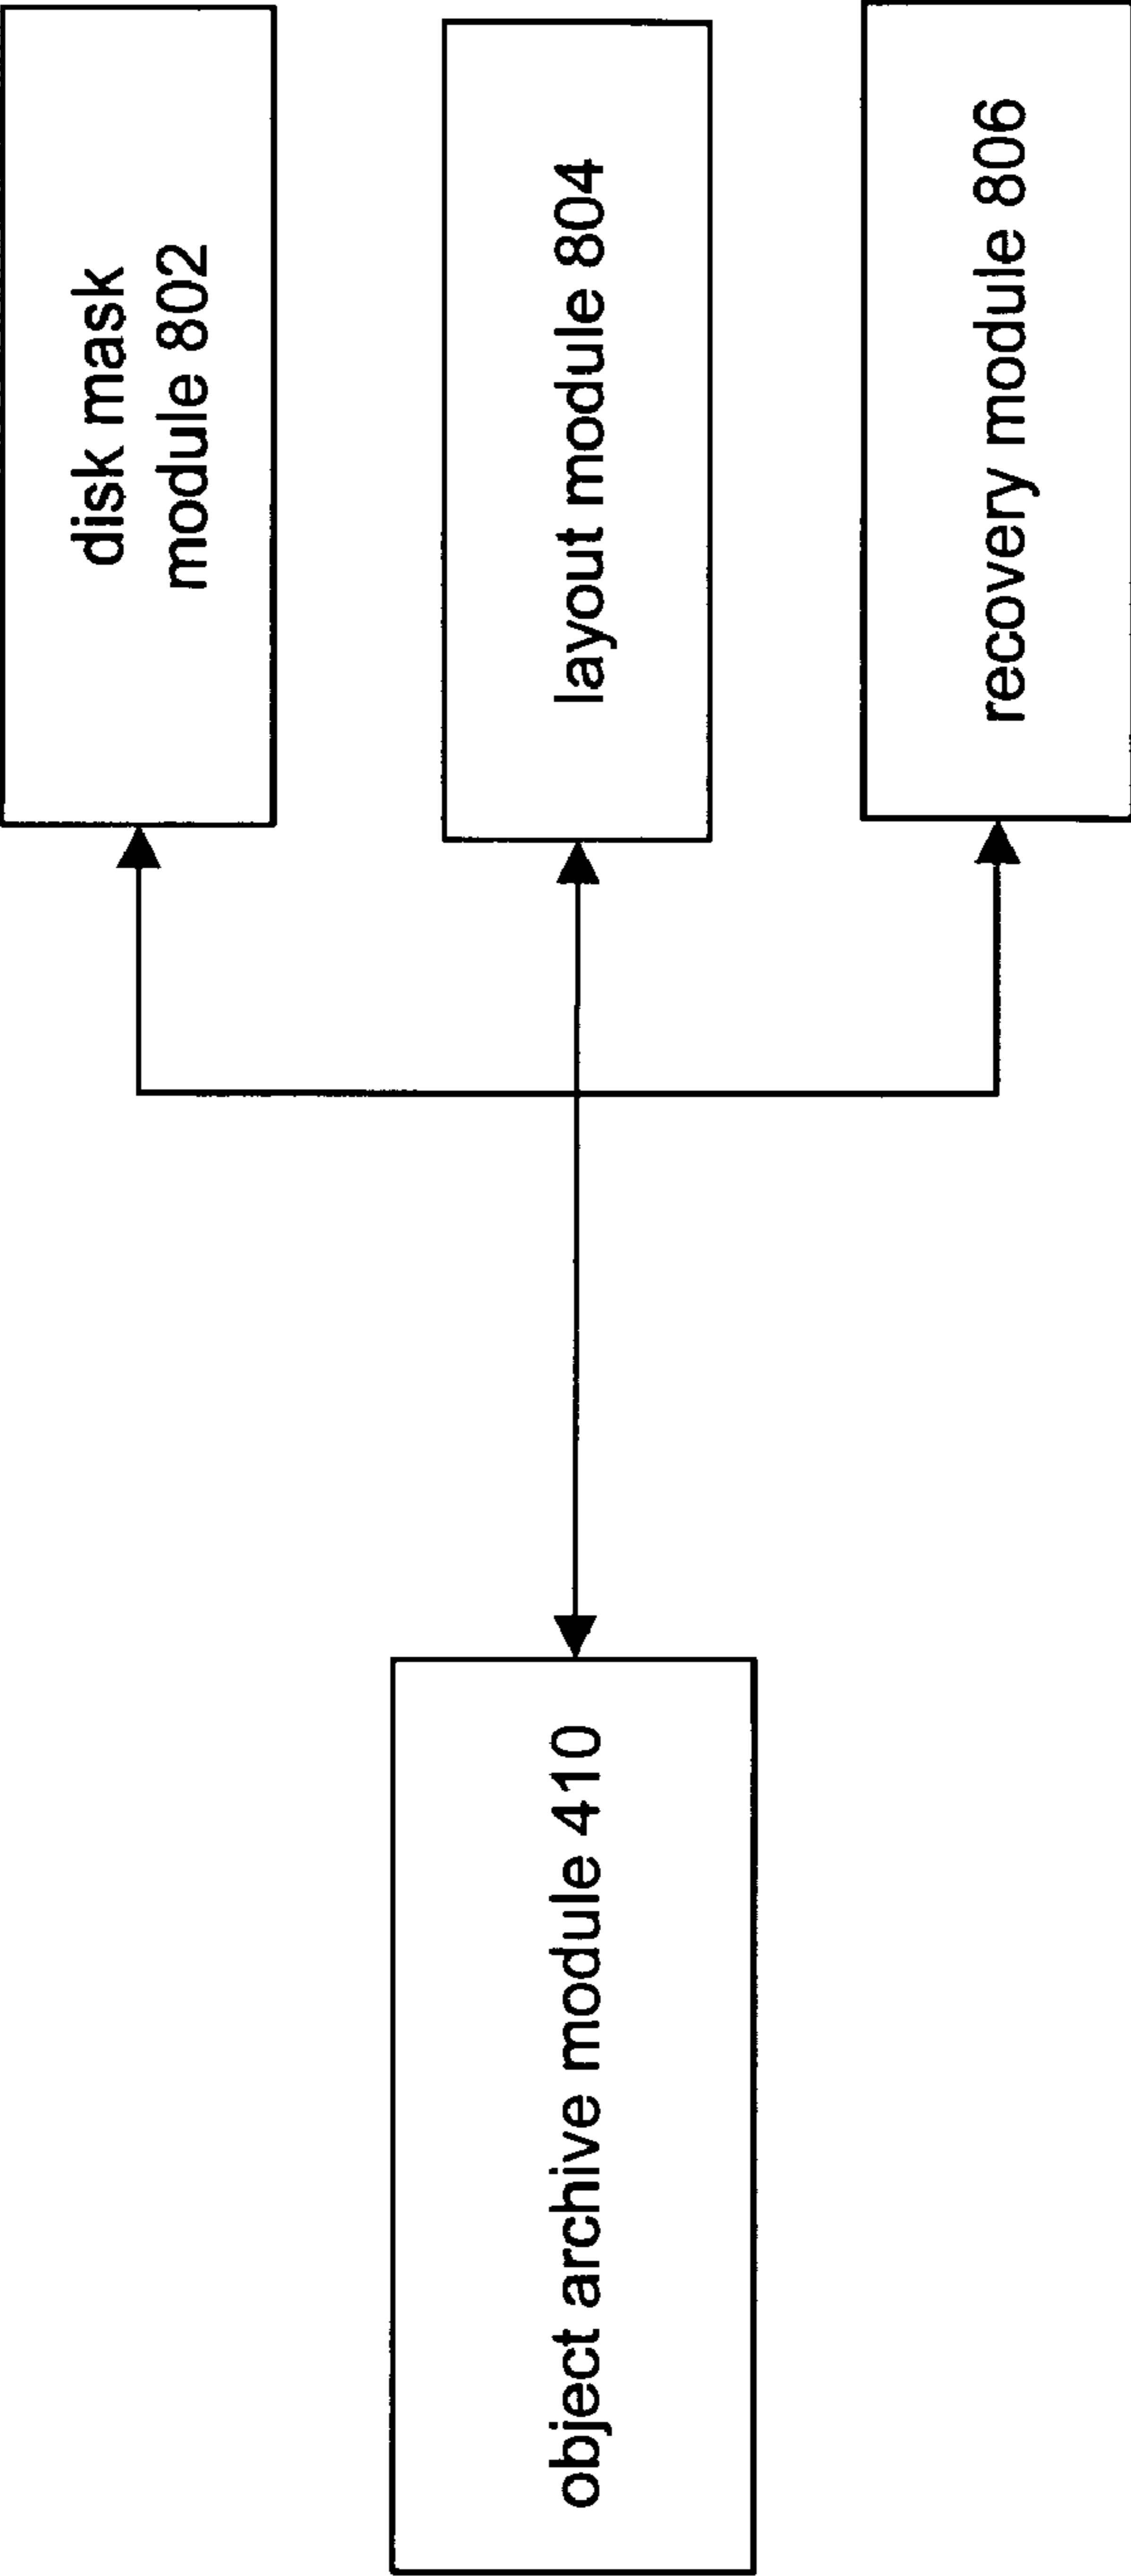 disk mask
module 802
layout module 804
recovery module 806
object archive module 410